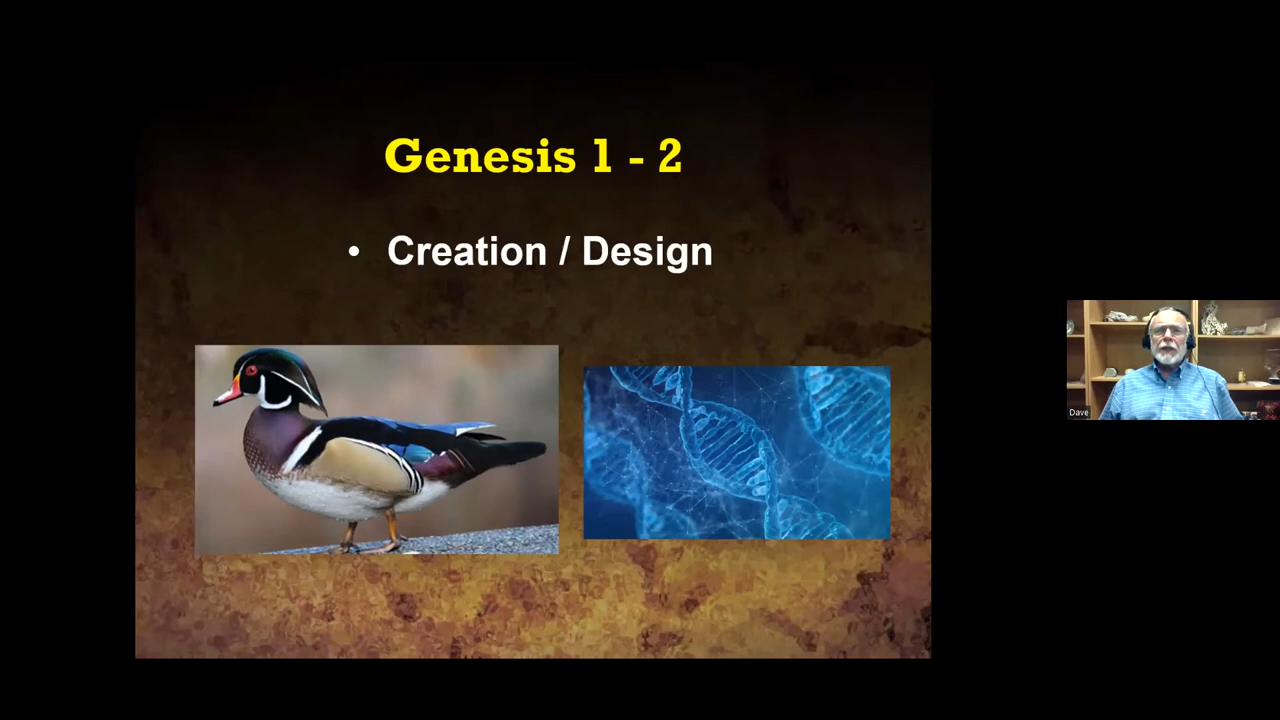 Genesis 1 - 2
• Creation / Design
Dave